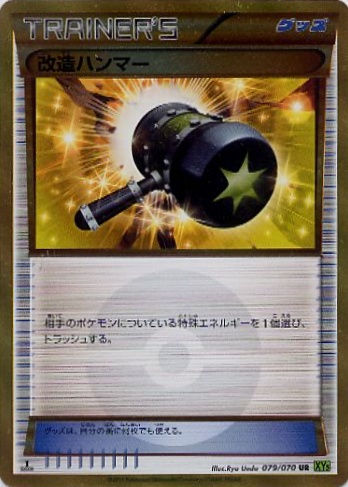 TRAINER'S
グッズ
改造ハンマー
相手のポケモンについている特殊エネルギーを1個選び、
トラッシュする。
グッズは、自分の番に何枚でも使える。
Illus.Ryo Ueda 079/070 UR XY5